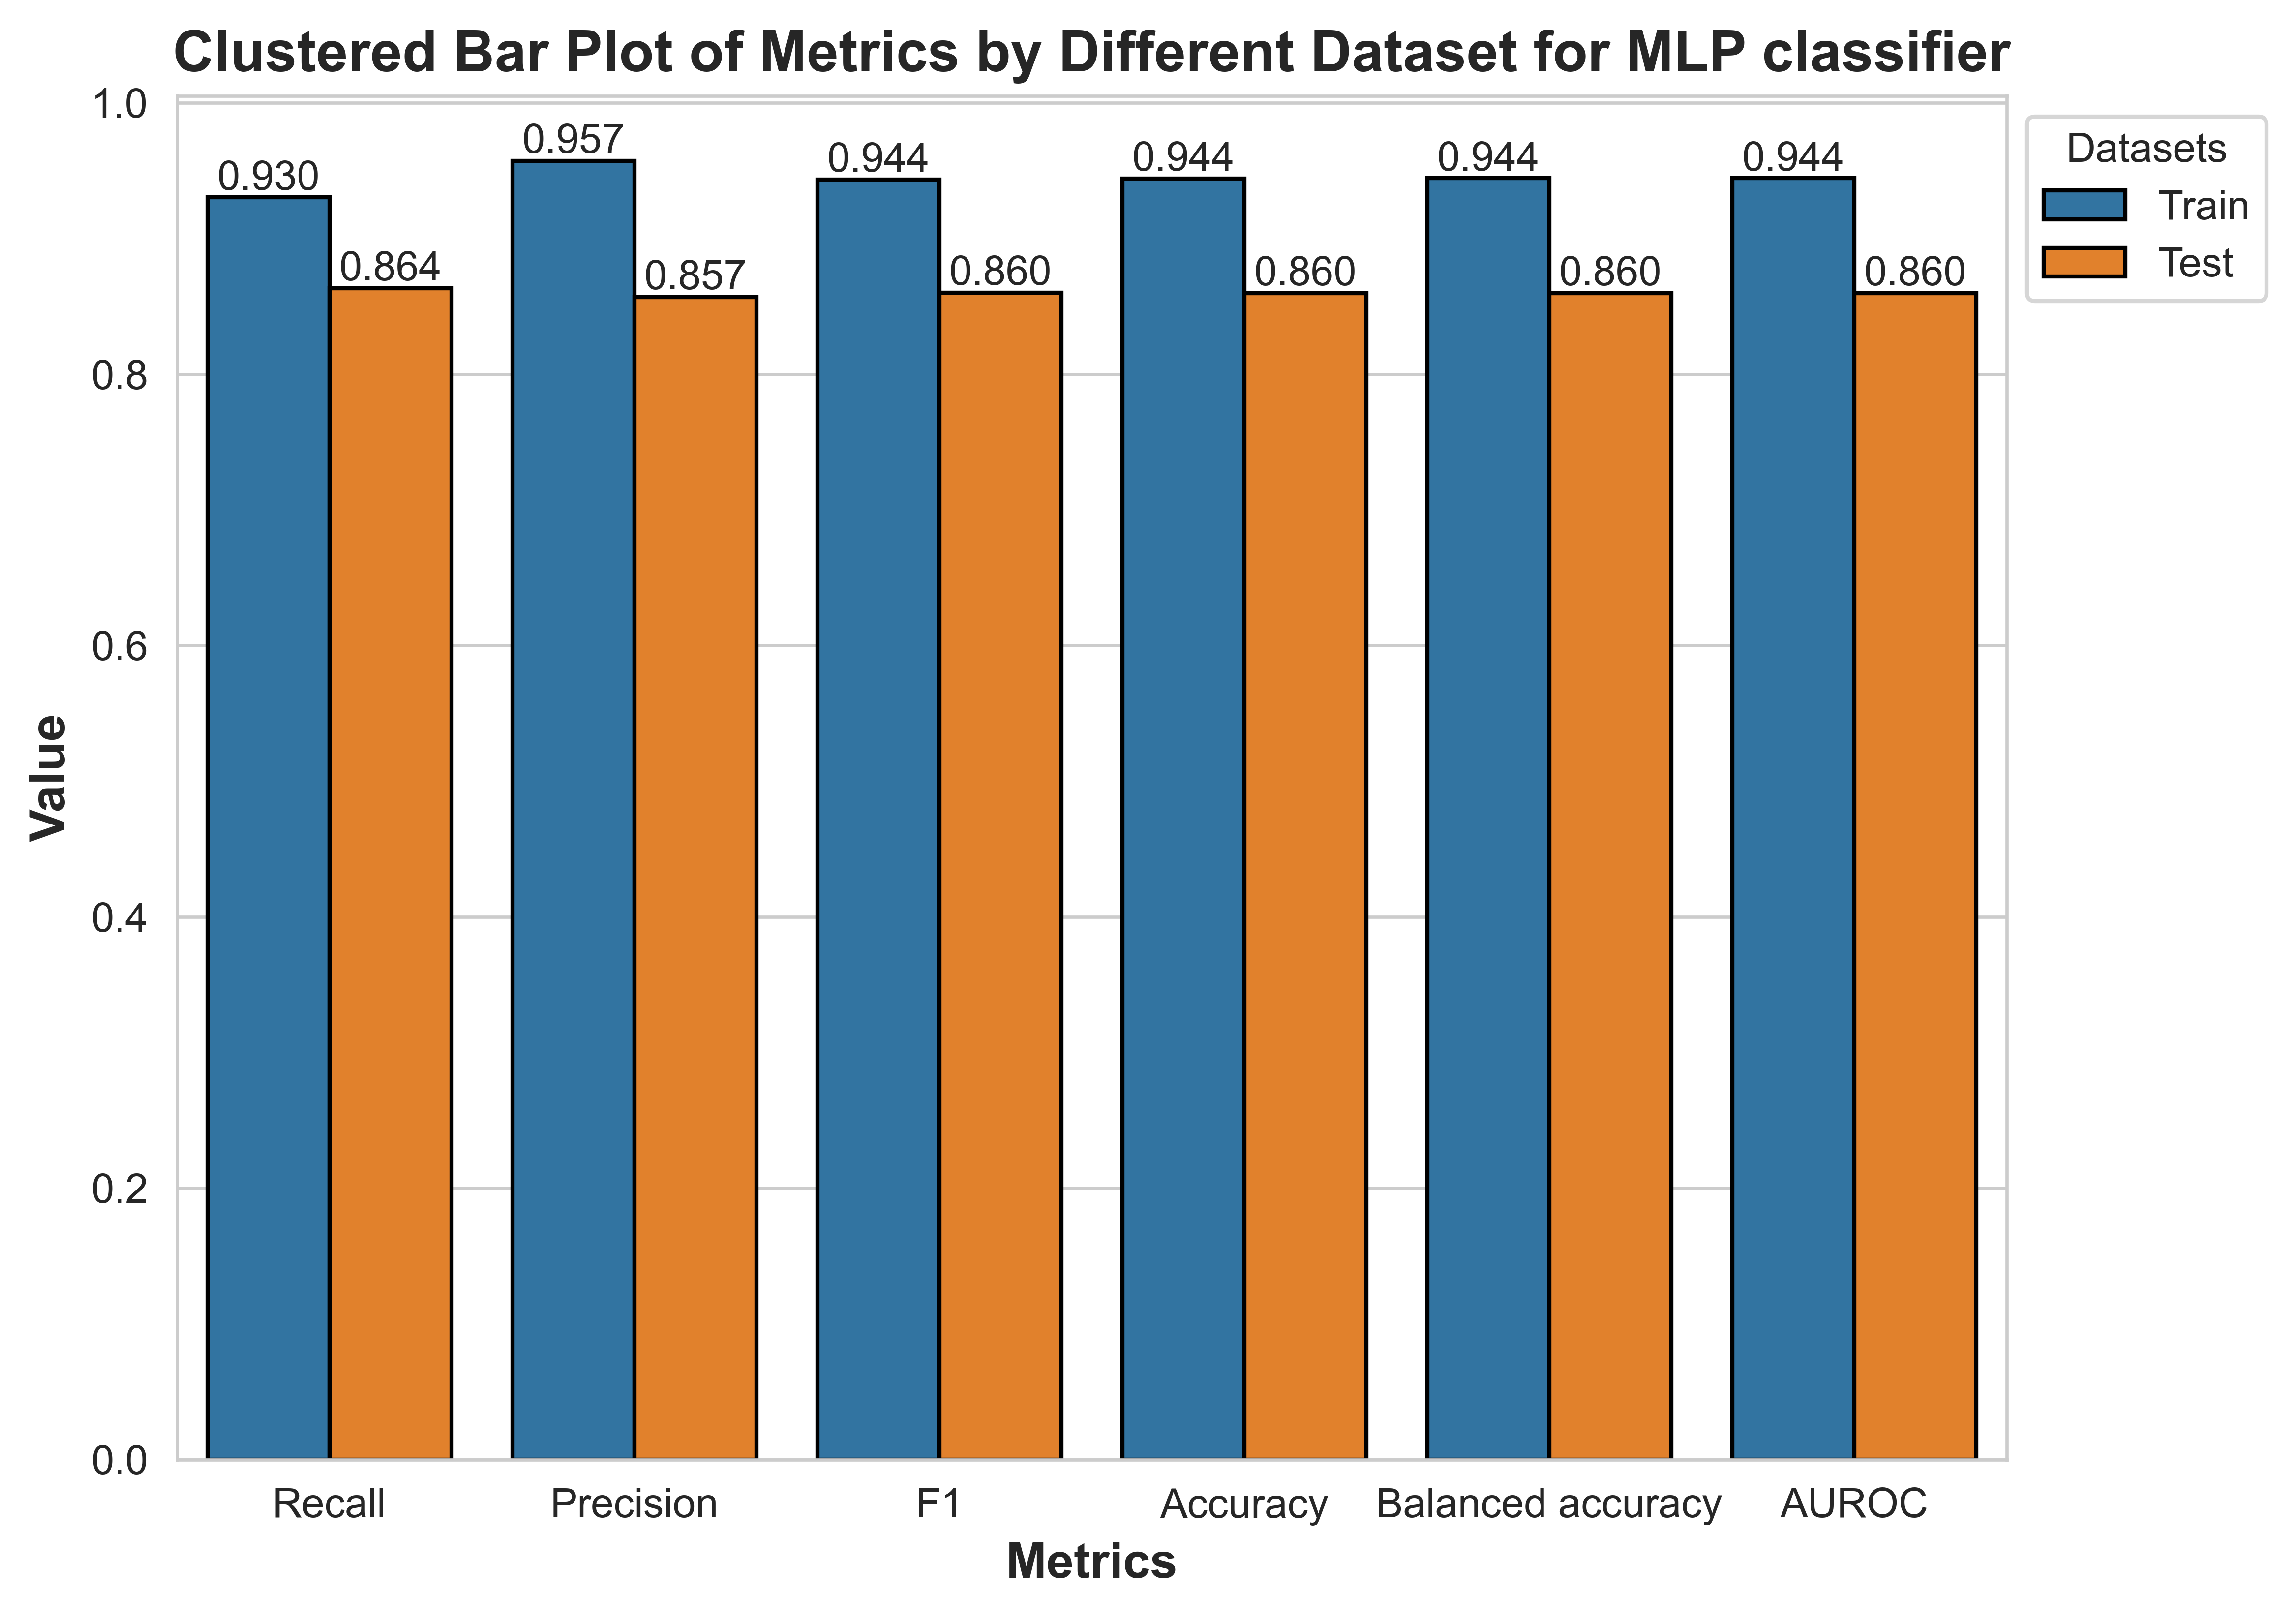 Clustered Bar Plot of Metrics by Different Dataset for MLP classifier
1.0
0.8
0.6
0.4
0.2
0.0
Value
0.930
0.864
0.957
0.857
0.944
0.860
0.944
0.860
0.944
0.860
0.944
0.860
Recall
Precision
F1
Accuracy
Balanced accuracy
AUROC
Metrics
Datasets
Train
Test